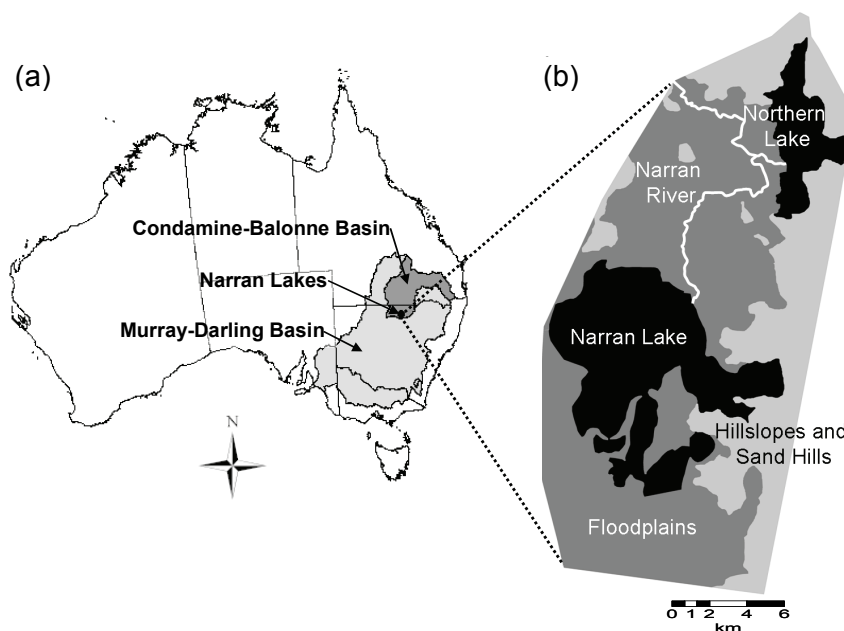 (a)
Condamine-Balonne Basin
Narran Lakes
Murray-Darling Basin
N
(b)
Northern
Lake
Narran
River
Narran Lake
Hillslopes and
Sand Hills
Floodplains
0 1 2 4 6
km